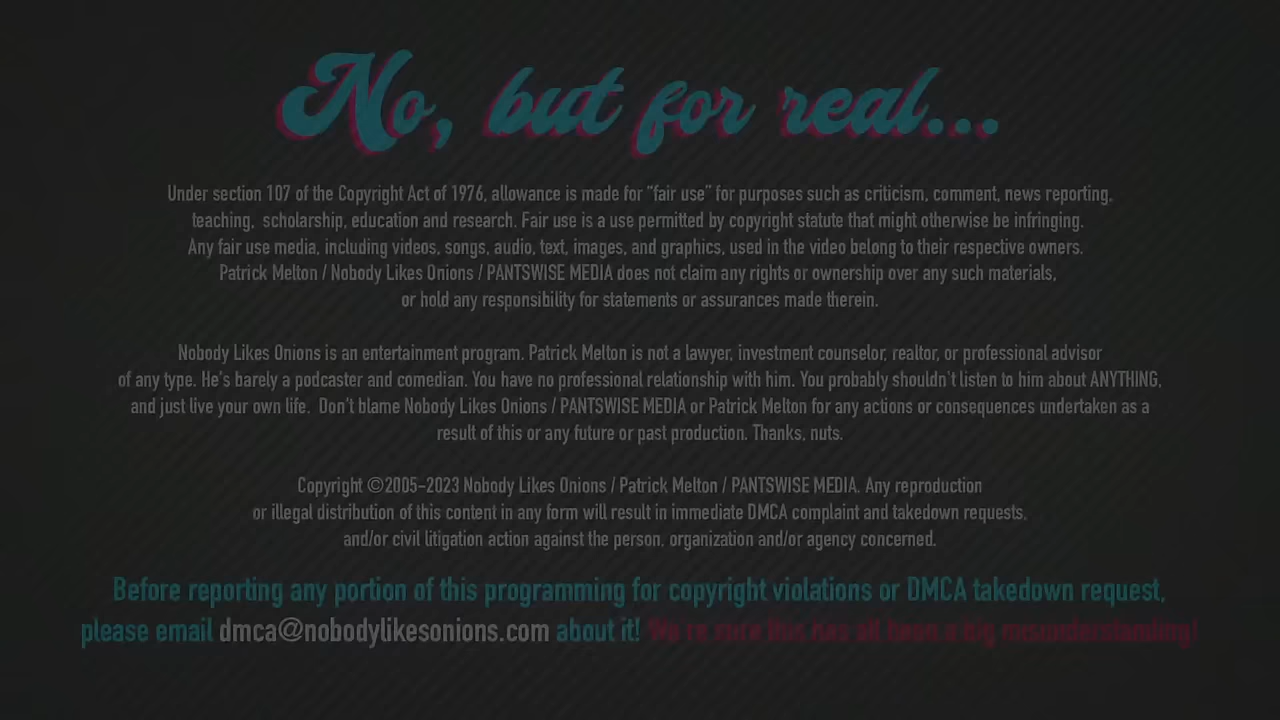 No, but for real...
Under section 107 of the Copyright Act of 1976, allowance is made for “fair use” for purposes such as criticism, comment, news reporting,
teaching,  scholarship, education and research. Fair use is a use permitted by copyright statute that might otherwise be infringing.
Any fair use media, including videos, songs, audio, text, images, and graphics, used in the video belong to their respective owners.
Patrick Melton / Nobody Likes Onions / PANTSWISE MEDIA does not claim any rights or ownership over any such materials,
or hold any responsibility for statements or assurances made therein.
Nobody Likes Onions is an entertainment program. Patrick Melton is not a lawyer, investment counselor, realtor, or professional advisor
of any type. He's barely a podcaster and comedian. You have no professional relationship with him. You probably shouldn't listen to him about ANYTHING,
and just live your own life.  Don't blame Nobody Likes Onions / PANTSWISE MEDIA or Patrick Melton for any actions or consequences undertaken as a
result of this or any future or past production. Thanks, nuts.
Copyright ©2005-2023 Nobody Likes Onions / Patrick Melton / PANTSWISE MEDIA. Any reproduction
or illegal distribution of this content in any form will result in immediate DMCA complaint and takedown requests,
and/or civil litigation action against the person, organization and/or agency concerned.
Before reporting any portion of this programming for copyright violations or DMCA takedown request,
please email dmca@nobodylikesonions.com about it! We're sure this has all been a big misunderstanding!